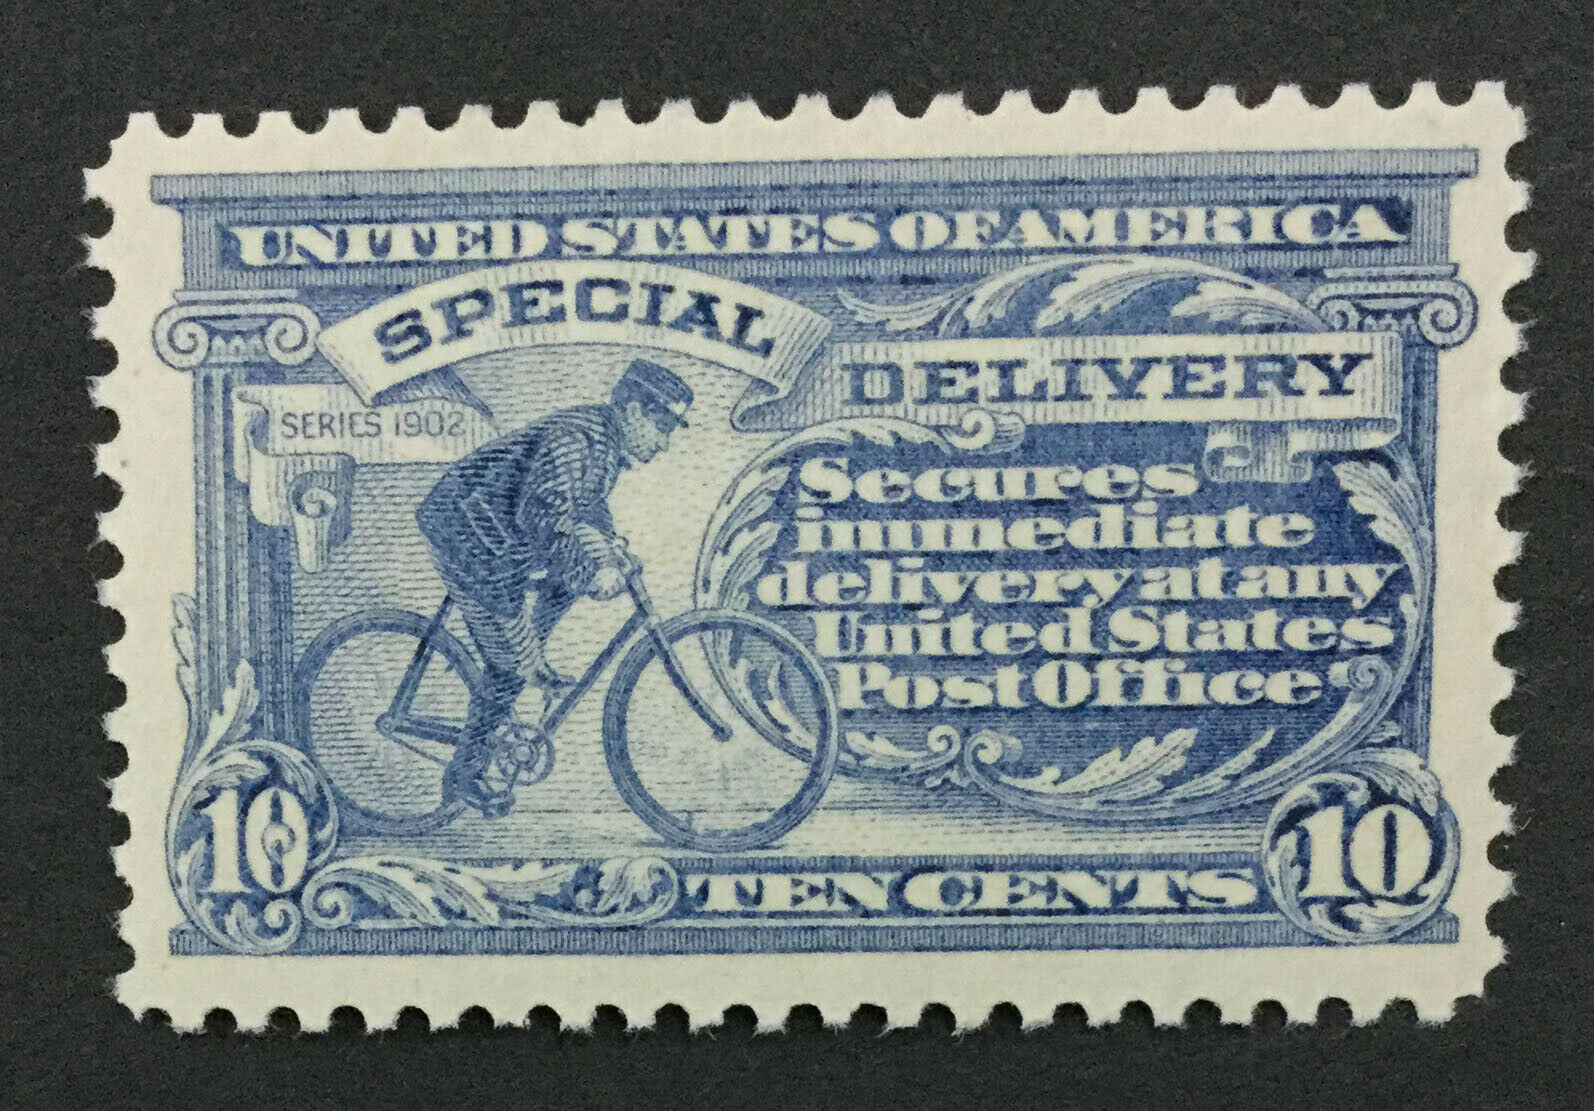 UNITED STATES OF AMERICA
SPECIAL
DELIVERY
SERIES 1902
Secures
immediate
delivery at any
United States
Post Office
10
TEN CENTS
10